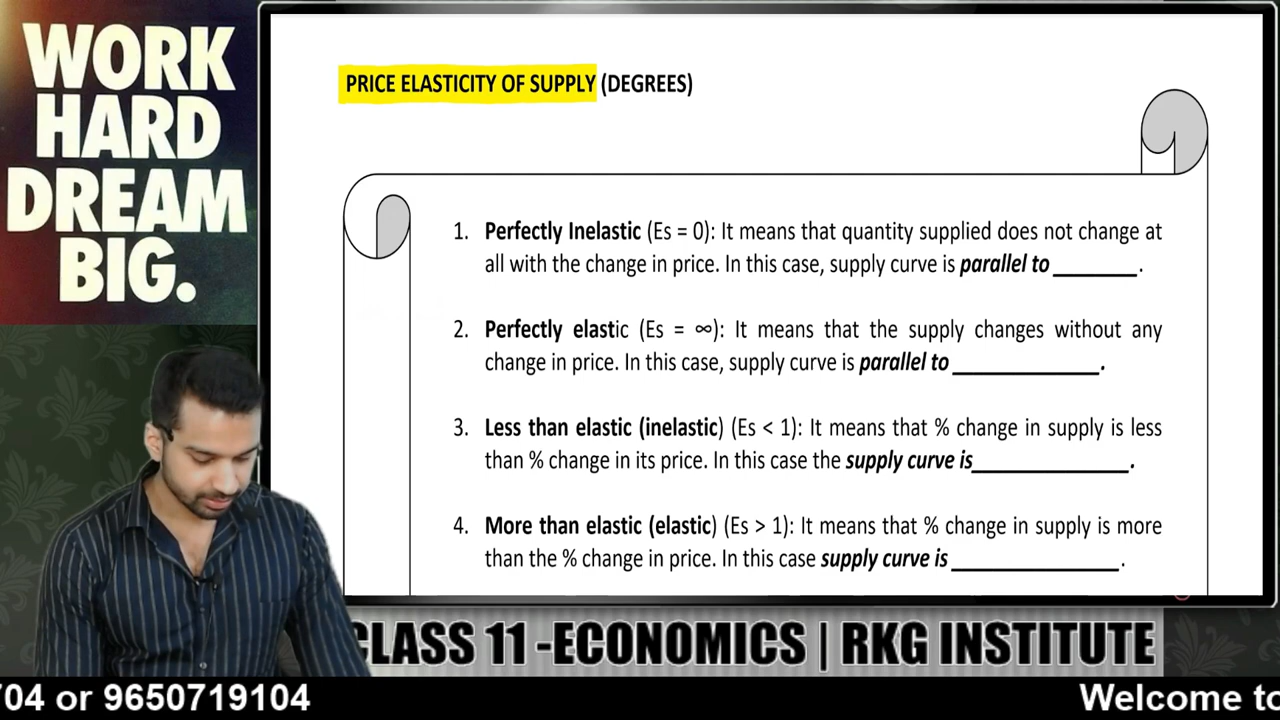 WORK
HARD
DREAM
BIG.
PRICE ELASTICITY OF SUPPLY (DEGREES)
1. Perfectly Inelastic (Es = 0): It means that quantity supplied does not change at
all with the change in price. In this case, supply curve is parallel to ________.
2. Perfectly elastic (Es = ∞): It means that the supply changes without any
change in price. In this case, supply curve is parallel to ______________.
3. Less than elastic (inelastic) (Es < 1): It means that % change in supply is less
than % change in its price. In this case the supply curve is_______________.
4. More than elastic (elastic) (Es > 1): It means that % change in supply is more
than the % change in price. In this case supply curve is ________________.
CLASS 11 -ECONOMICS | RKG INSTITUTE
704 or 9650719104 Welcome to